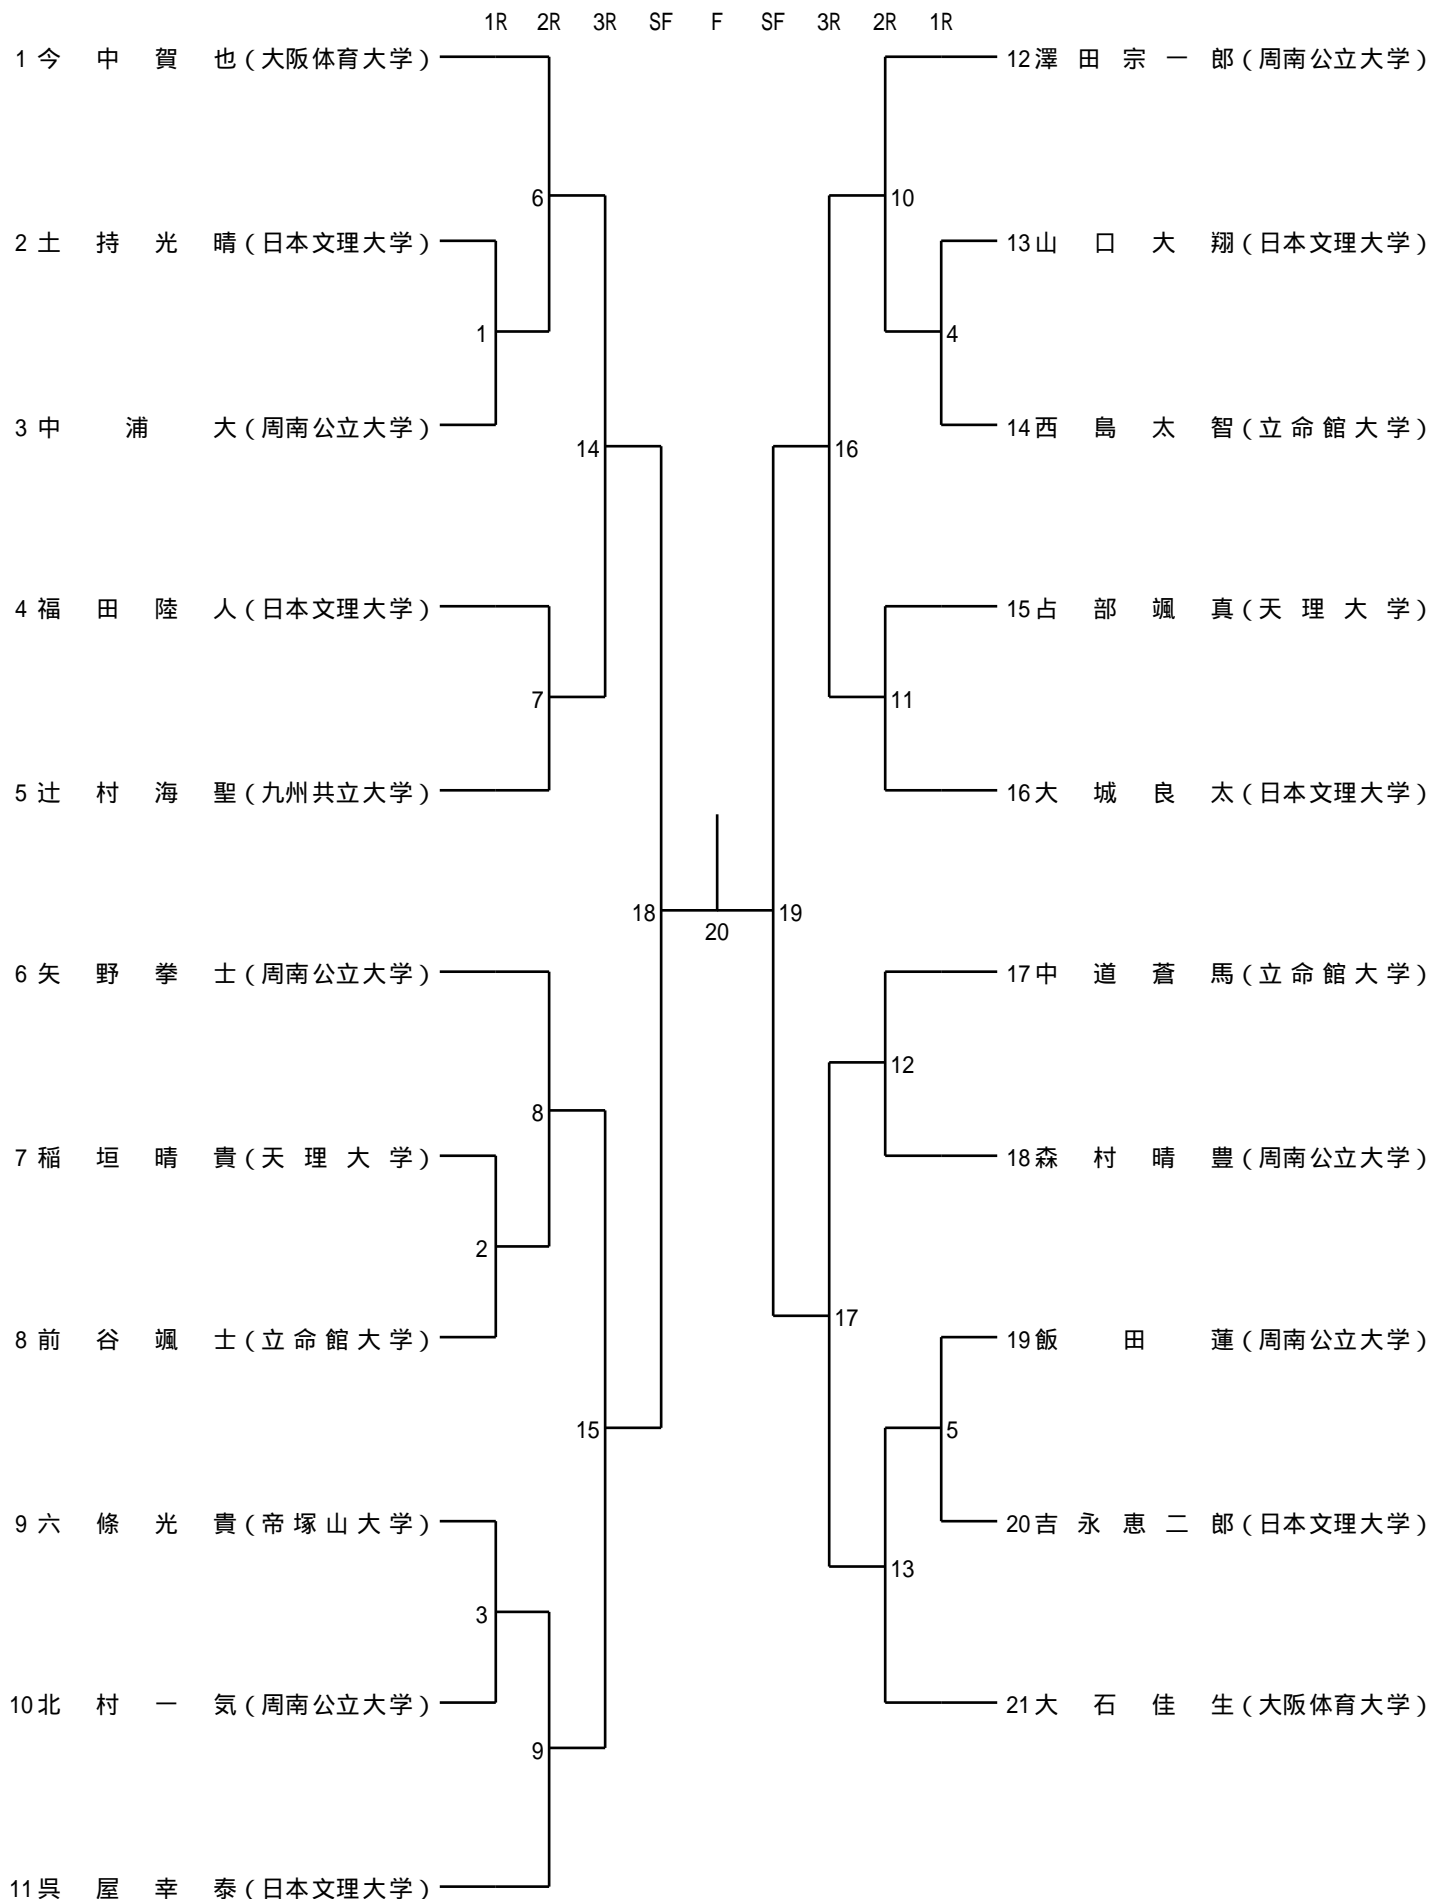 1R 2R 3R SF F SF 3R 2R 1R
1 今中賀也(大阪体育大学)
12 澤田宗一郎(周南公立大学)
6
10
2 土持光晴(日本文理大学)
13 山口大翔(日本文理大学)
1
4
3 中浦大(周南公立大学)
14 西島太智(立命館大学)
14
16
4 福田陸人(日本文理大学)
15 占部颯真(天理大学)
7
11
5 辻村海聖(九州共立大学)
16 大城良太(日本文理大学)
18
19
20
6 矢野拳士(周南公立大学)
17 中道蒼馬(立命館大学)
12
8
7 稲垣晴貴(天理大学)
18 森村晴豊(周南公立大学)
2
17
8 前谷颯士(立命館大学)
19 飯田蓮(周南公立大学)
15
5
9 六條光貴(帝塚山大学)
20 吉永恵二郎(日本文理大学)
13
3
10 北村一気(周南公立大学)
21 大石佳生(大阪体育大学)
9
11 呉屋幸泰(日本文理大学)